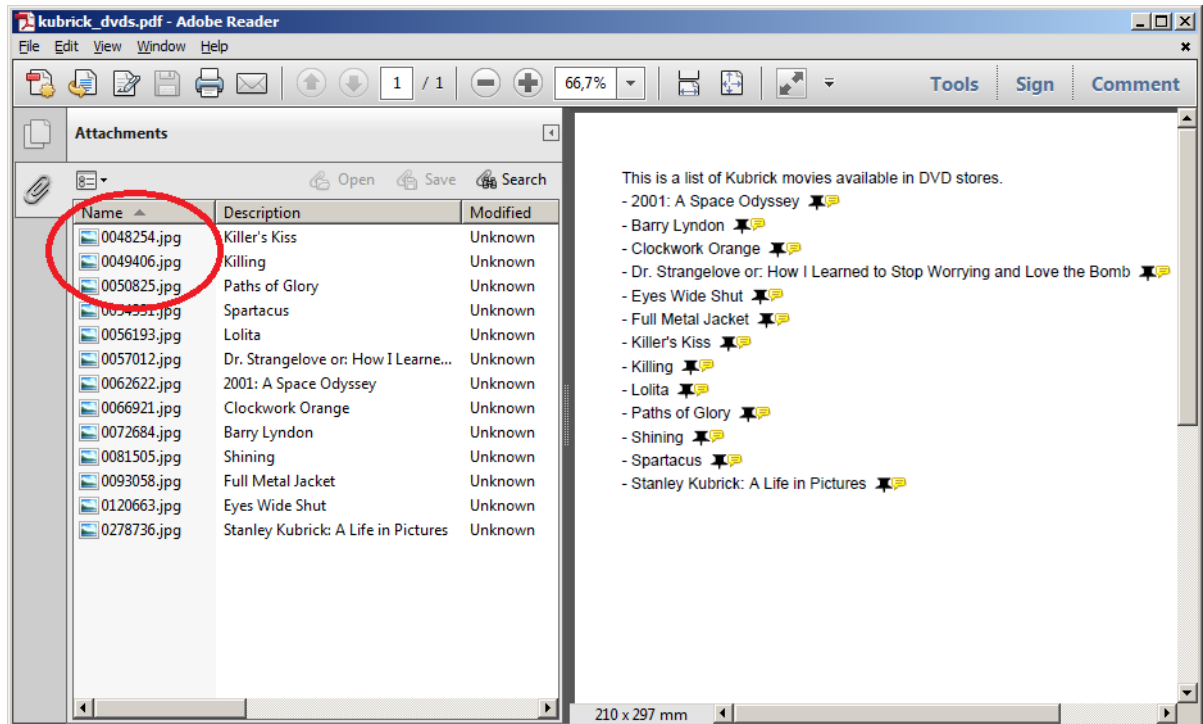 kubrick_dvds.pdf - Adobe Reader
File Edit View Window Help
1 / 1 66,7% Tools Sign Comment
Attachments
Open Save Search
Name Description Modified
0048254.jpg Killer's Kiss Unknown
0049406.jpg Killing Unknown
0050825.jpg Paths of Glory Unknown
Spartacus Unknown
0056193.jpg Lolita Unknown
0057012.jpg Dr. Strangelove or: How I Learne... Unknown
0062622.jpg 2001: A Space Odyssey Unknown
0066921.jpg Clockwork Orange Unknown
0072684.jpg Barry Lyndon Unknown
0081505.jpg Shining Unknown
0093058.jpg Full Metal Jacket Unknown
0120663.jpg Eyes Wide Shut Unknown
0278736.jpg Stanley Kubrick: A Life in Pictures Unknown
This is a list of Kubrick movies available in DVD stores.
- 2001: A Space Odyssey
- Barry Lyndon
- Clockwork Orange
- Dr. Strangelove or: How I Learned to Stop Worrying and Love the Bomb
- Eyes Wide Shut
- Full Metal Jacket
- Killer's Kiss
- Killing
- Lolita
- Paths of Glory
- Shining
- Spartacus
- Stanley Kubrick: A Life in Pictures
210 x 297 mm